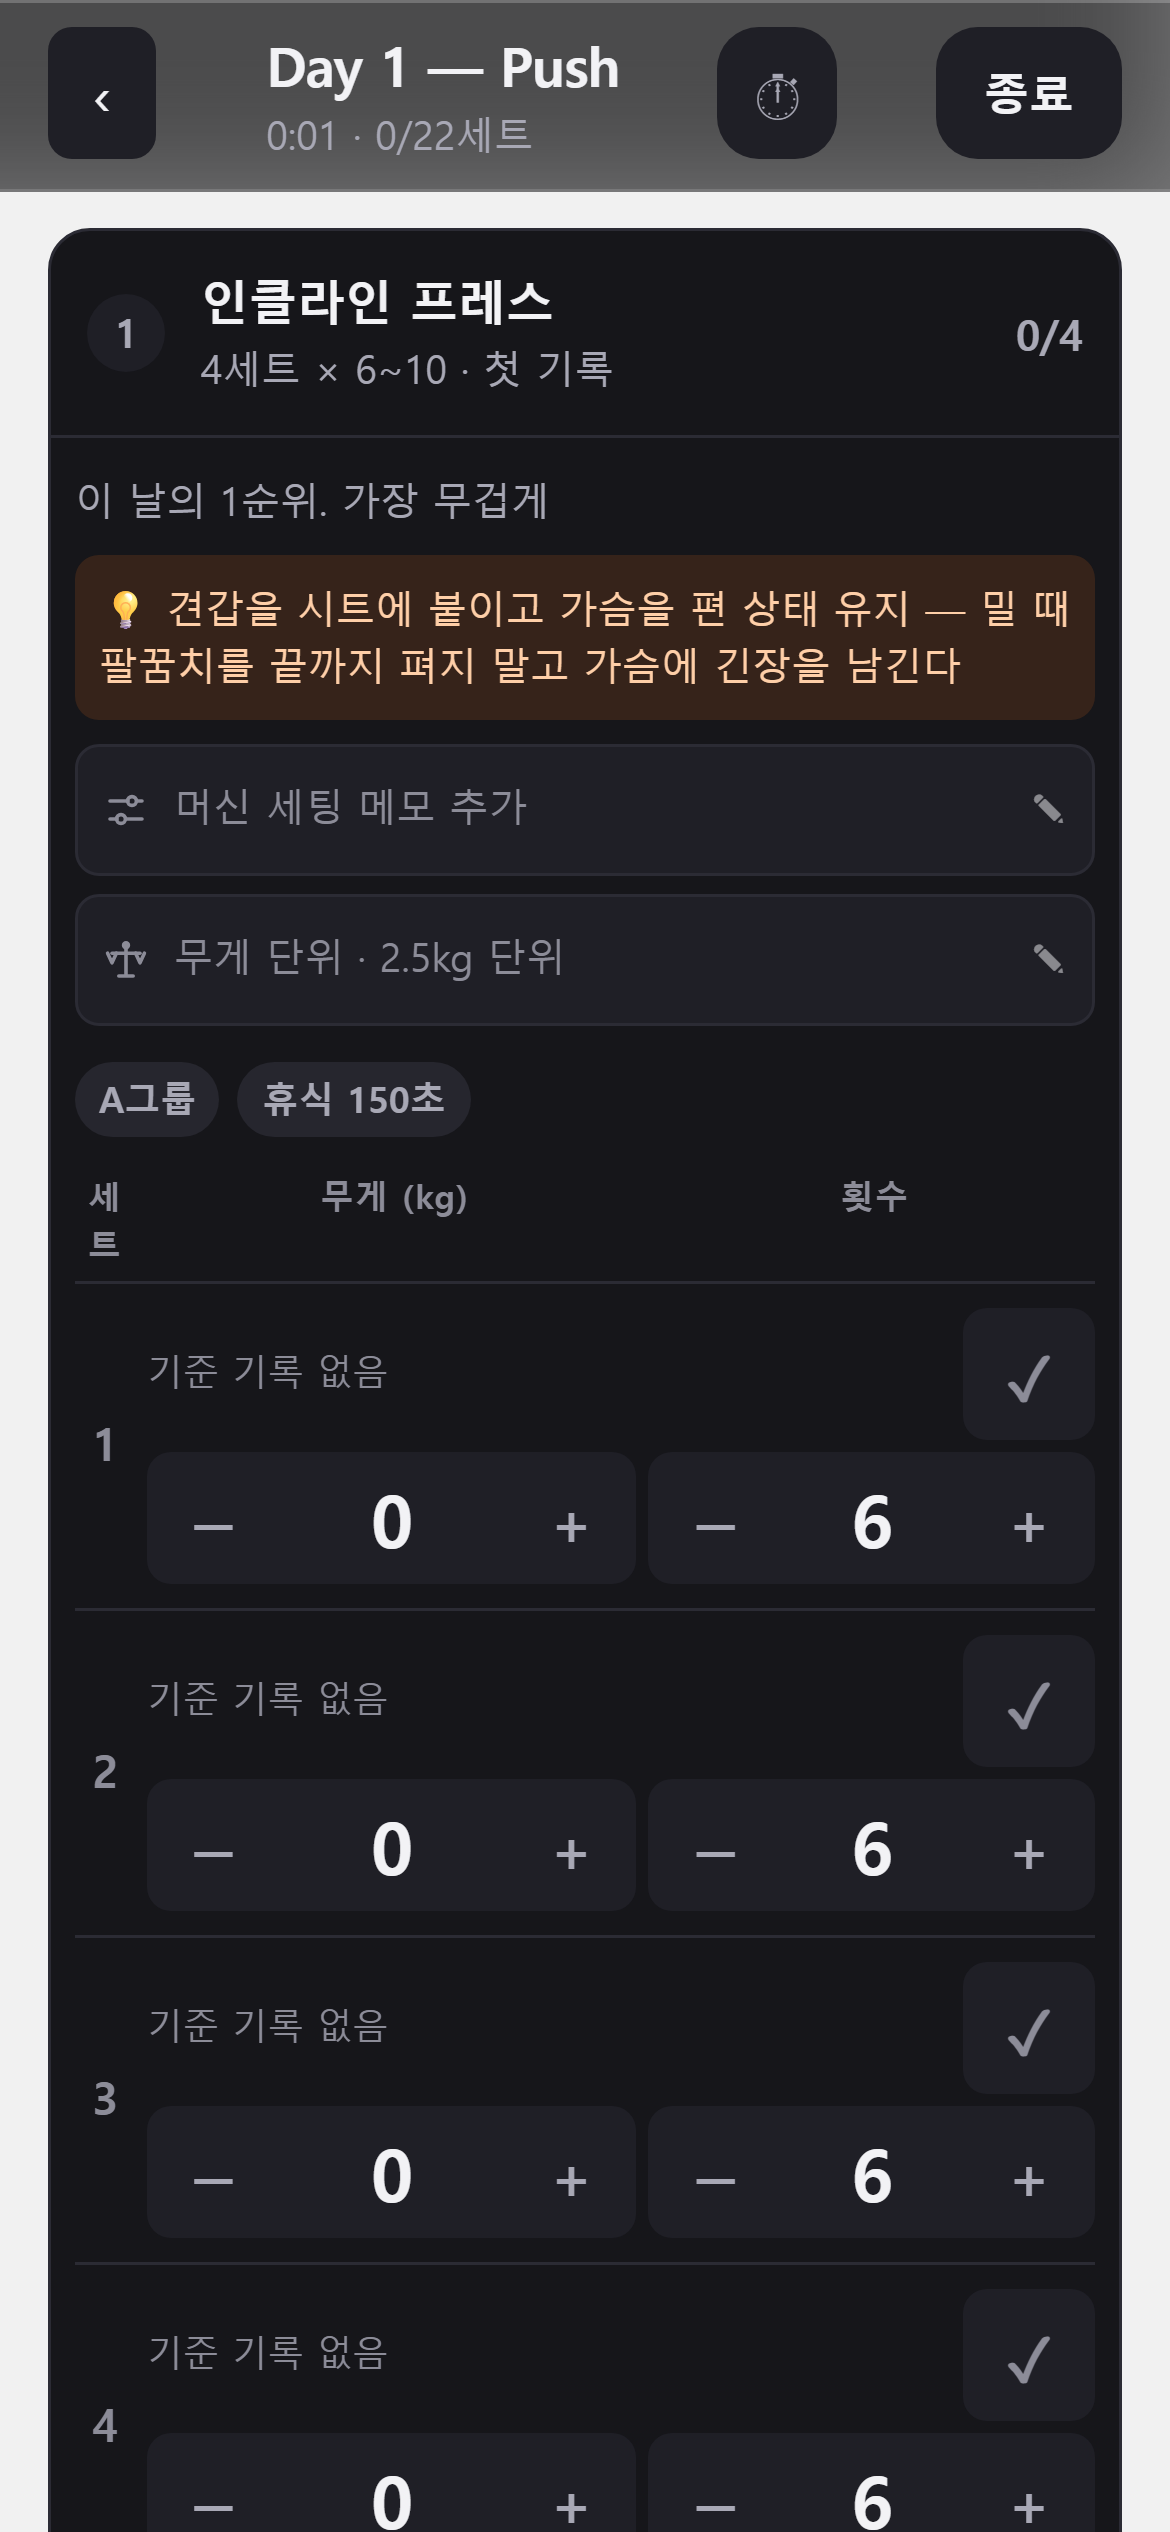 ‹
Day 1 — Push
0:01 · 0/22세트
종료
1
인클라인 프레스
4세트 × 6~10 · 첫 기록
0/4
이 날의 1순위. 가장 무겁게
💡 견갑을 시트에 붙이고 가슴을 편 상태 유지 — 밀 때
팔꿈치를 끝까지 펴지 말고 가슴에 긴장을 남긴다
머신 세팅 메모 추가
무게 단위 · 2.5kg 단위
A그룹
휴식 150초
세
트
무게 (kg)
횟수
기준 기록 없음
✓
1
— 0 +
— 6 +
기준 기록 없음
✓
2
— 0 +
— 6 +
기준 기록 없음
✓
3
— 0 +
— 6 +
기준 기록 없음
✓
4
— 0 +
— 6 +